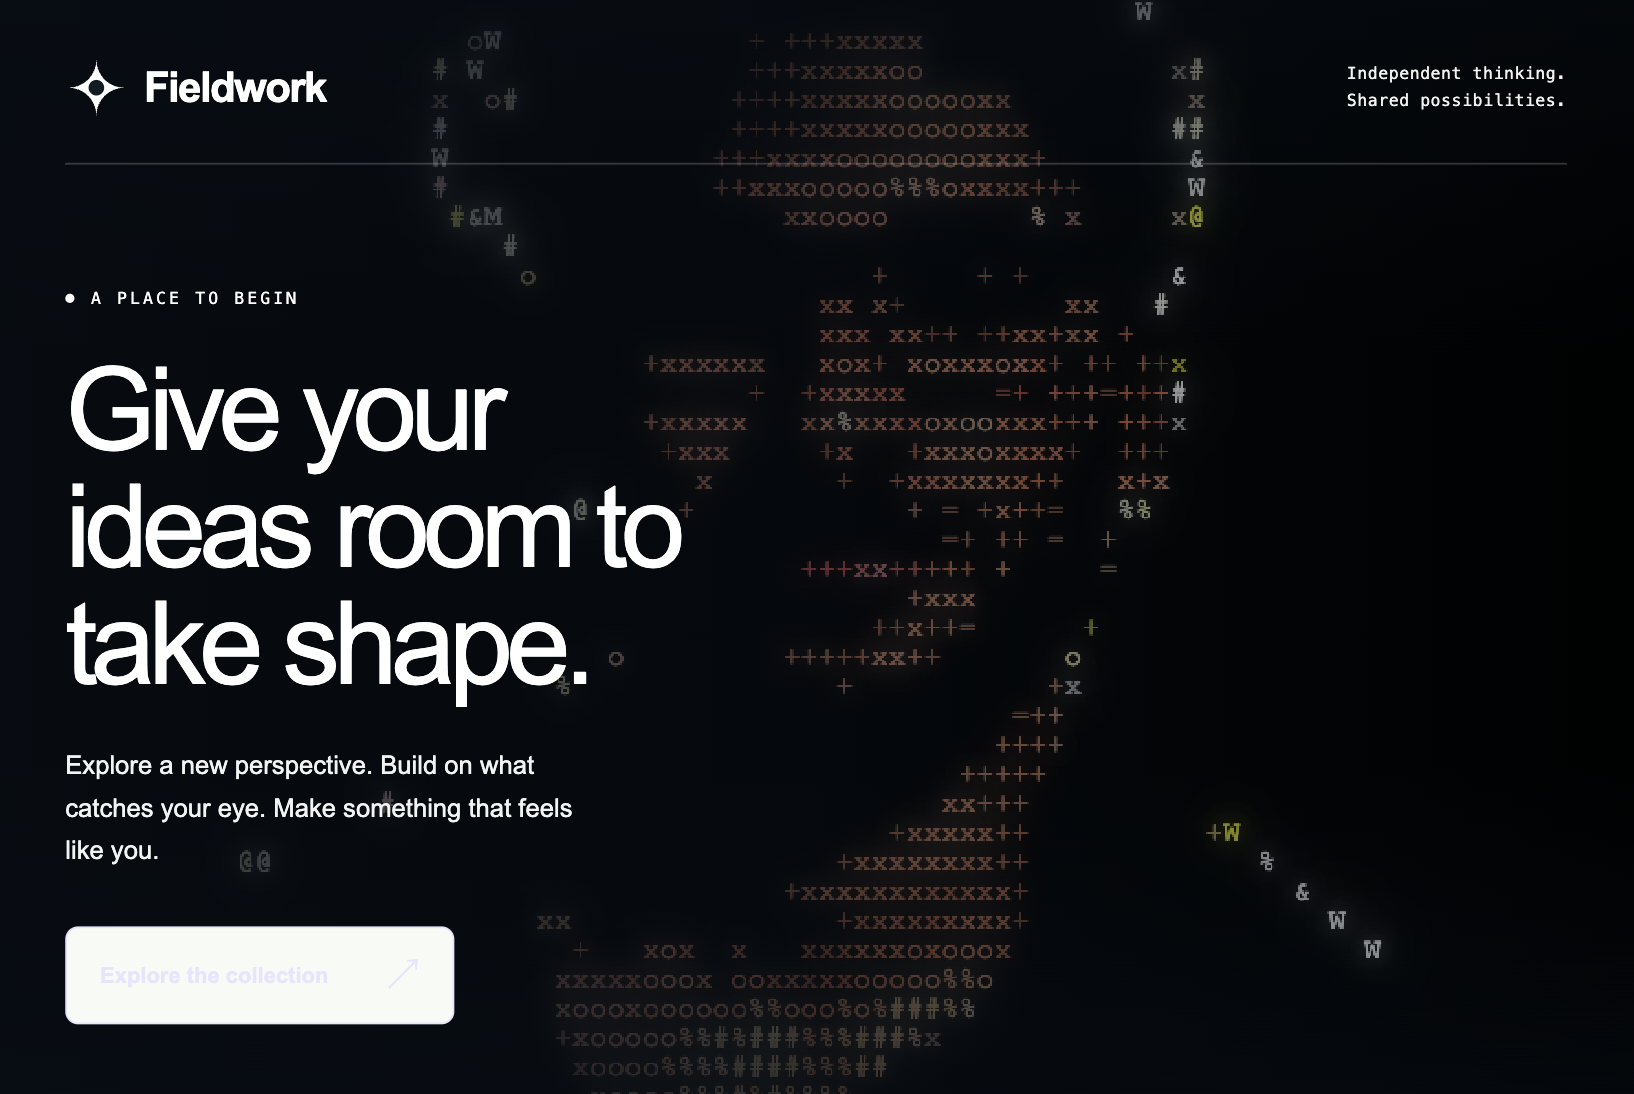 Fieldwork
Independent thinking.
Shared possibilities.
A PLACE TO BEGIN
Give your
ideas room to
take shape.
Explore a new perspective. Build on what
catches your eye. Make something that feels
like you.
Explore the collection